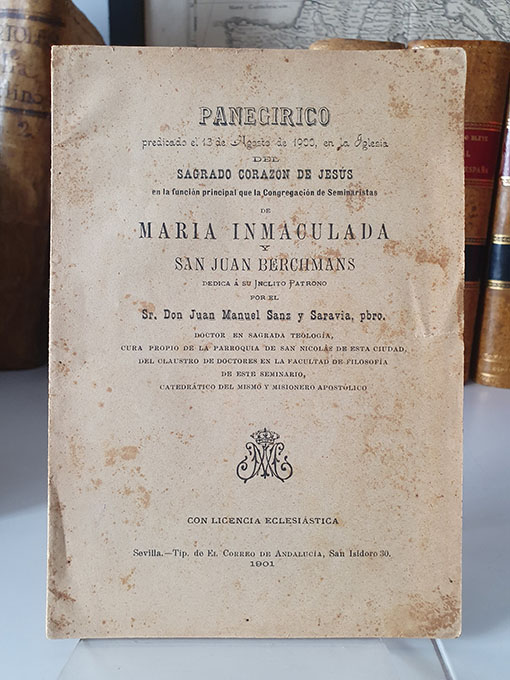 PANEGIRICO
predicado el 13 de Agosto de 1900, en la Iglesia
DEL
SAGRADO CORAZON DE JESÚS
en la función principal que la Congregación de Seminaristas
DE
MARIA INMACULADA
Y
SAN JUAN BERCHMANS
DEDICA Á SU INCLITO PATRONO
POR EL
Sr. Don Juan Manuel Sanz y Saravia, pbro.
DOCTOR EN SAGRADA TEOLOGÍA,
CURA PROPIO DE LA PARROQUIA DE SAN NICOLÁS DE ESTA CIUDAD,
DEL CLAUSTRO DE DOCTORES EN LA FACULTAD DE FILOSOFÍA
DE ESTE SEMINARIO,
CATEDRÁTICO DEL MISMO Y MISIONERO APOSTÓLICO
CON LICENCIA ECLESIÁSTICA
Sevilla.—Tip. de EL CORREO DE ANDALUCÍA, San Isidoro 30.
1901
2